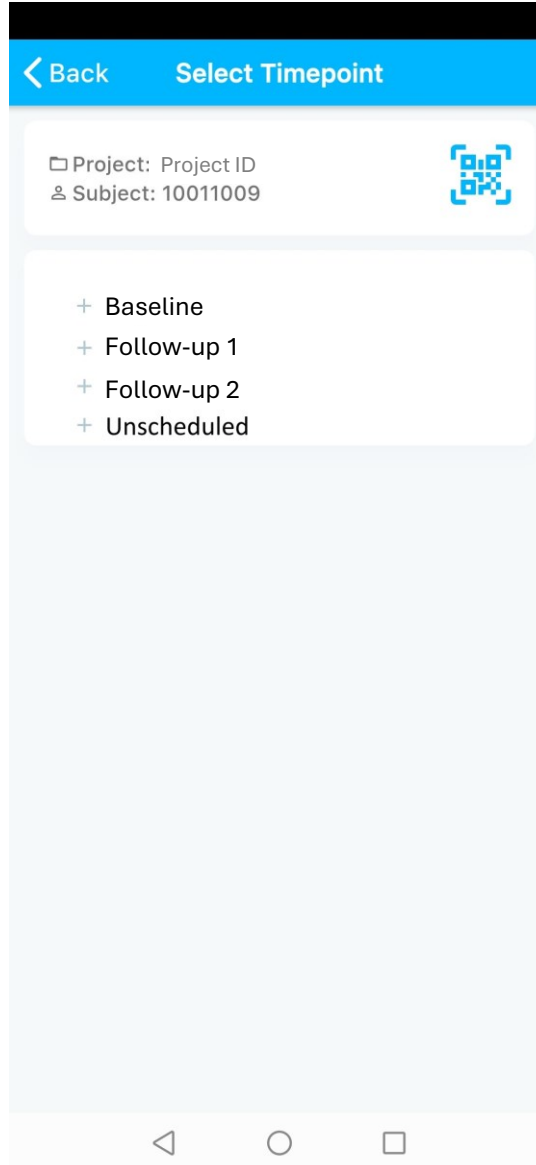 Back Select Timepoint
Project: Project ID
Subject: 10011009
+ Baseline
+ Follow-up 1
+ Follow-up 2
+ Unscheduled